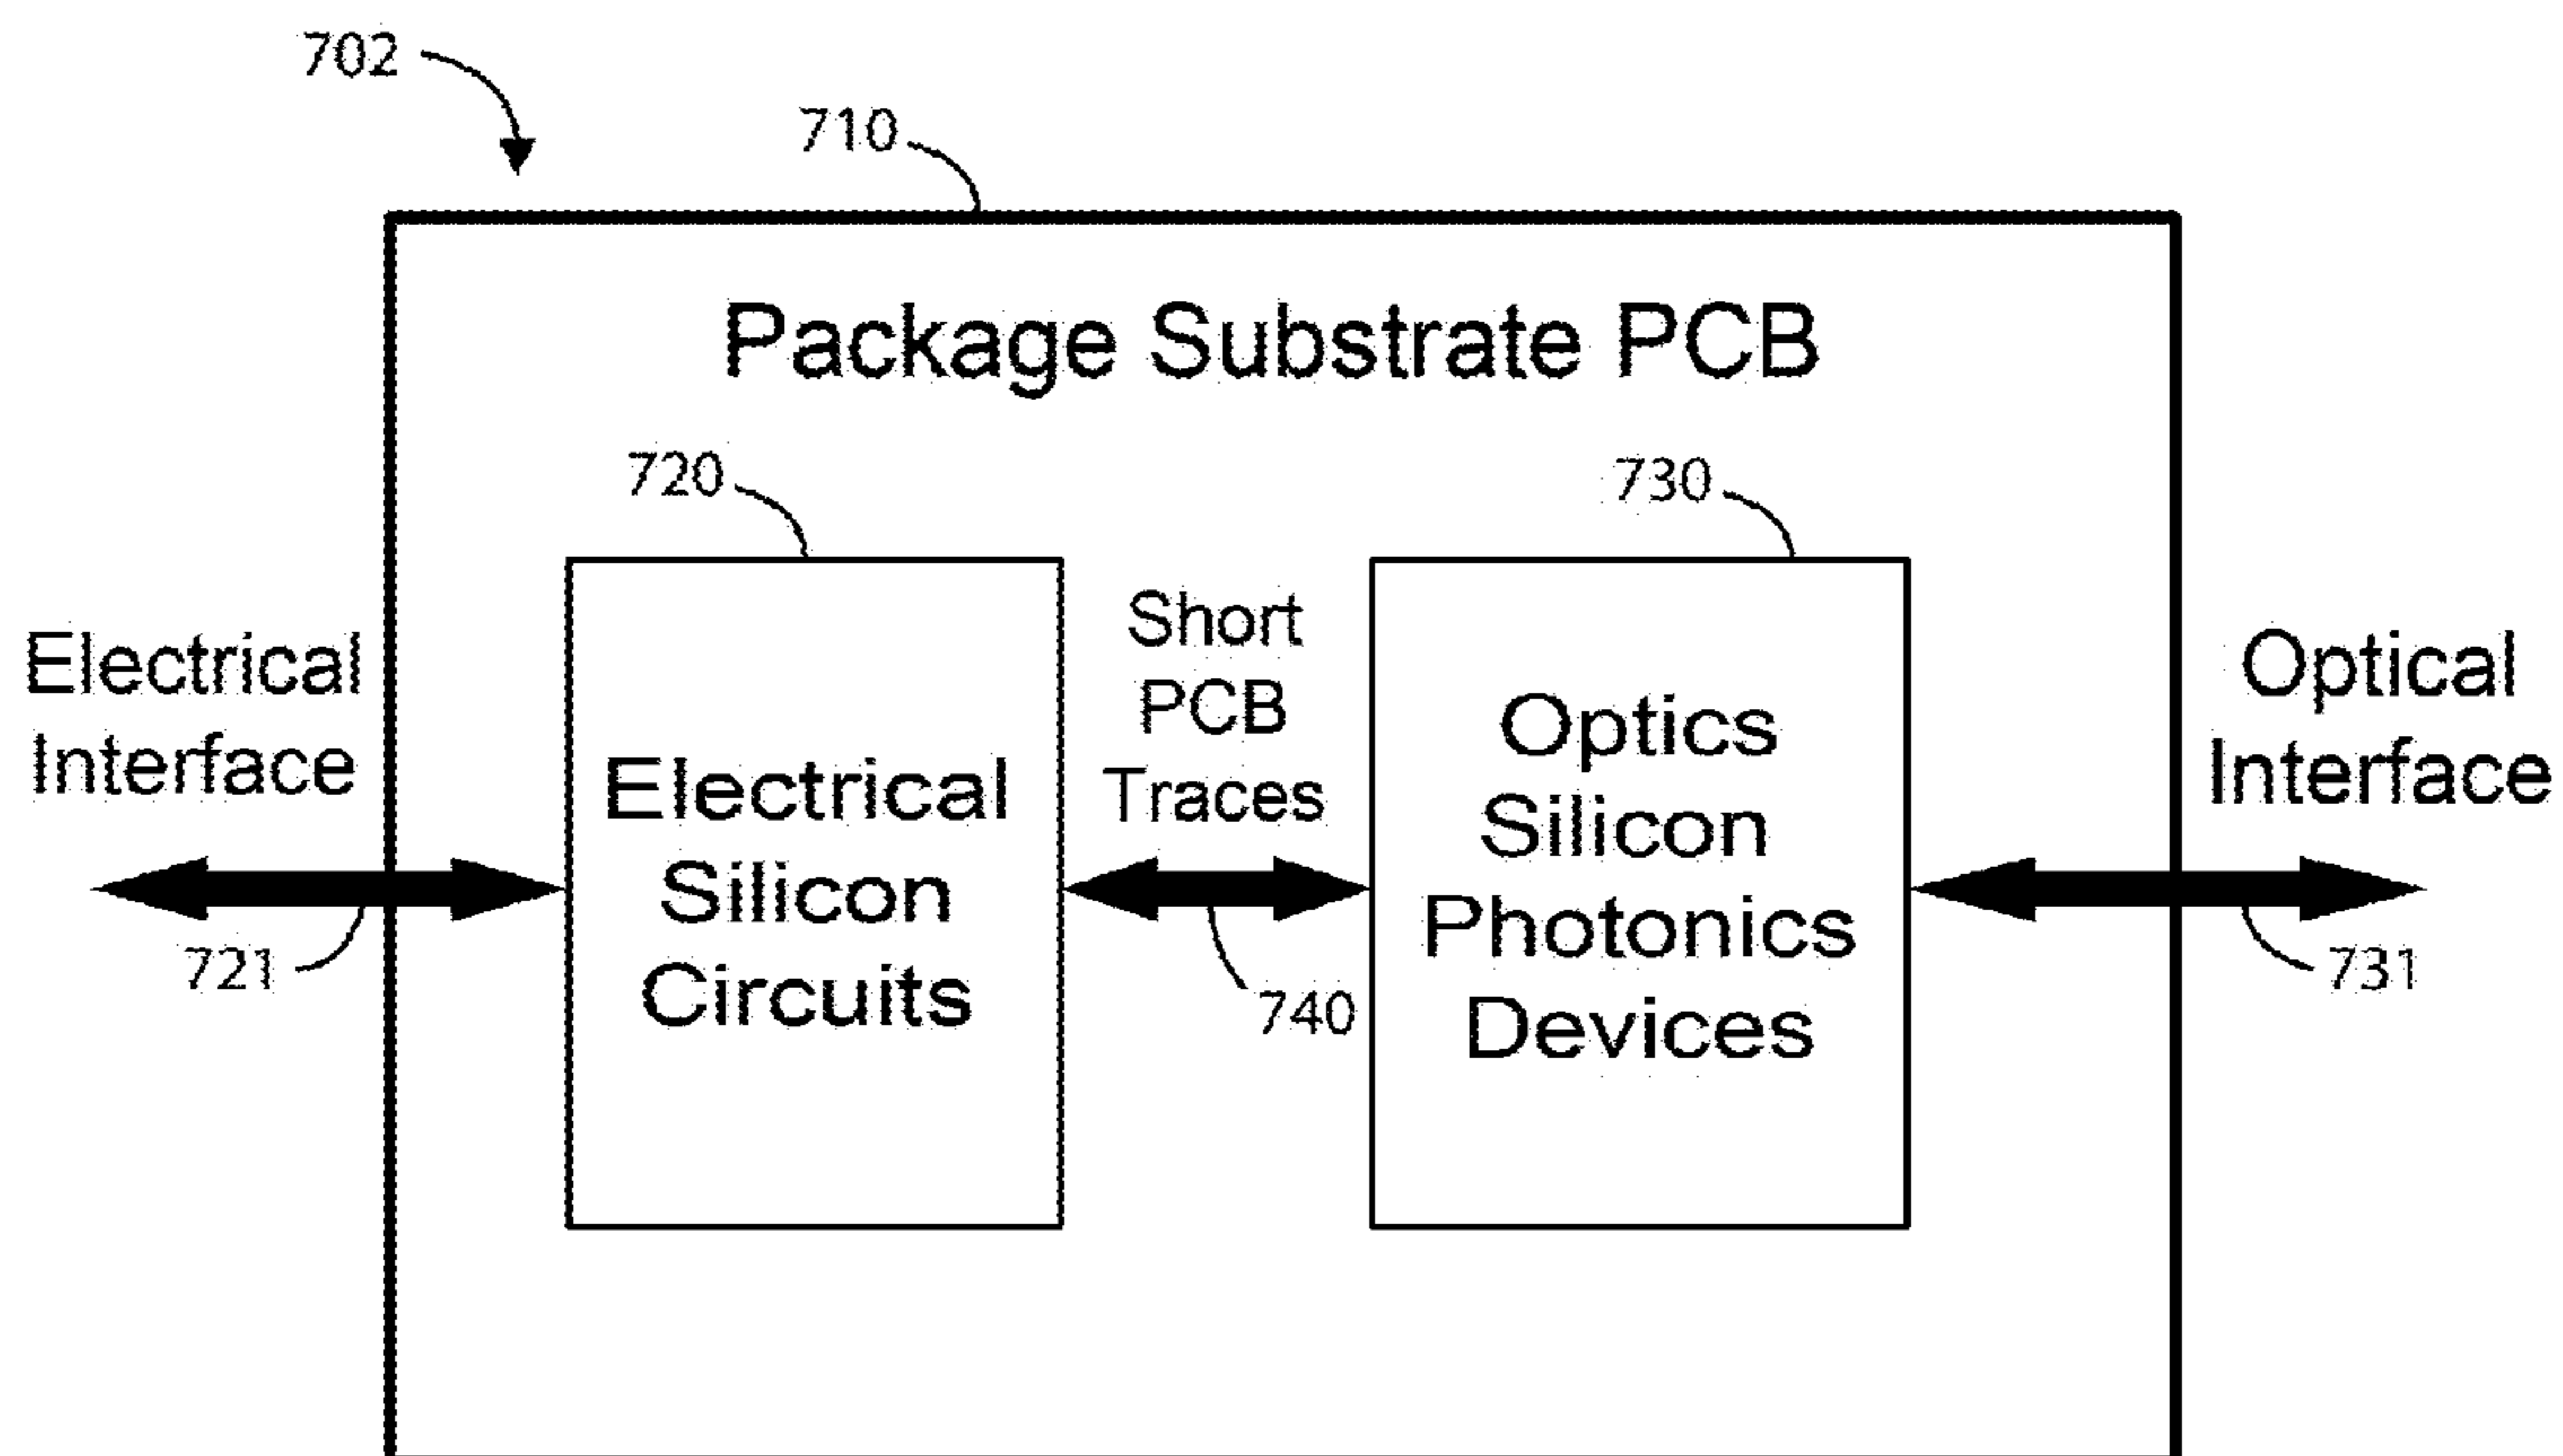 702
710
Package Substrate PCB
720
730
Electrical
Interface
721
Electrical
Silicon
Circuits
Short
PCB
Traces
740
Optics
Silicon
Photonics
Devices
Optical
Interface
731